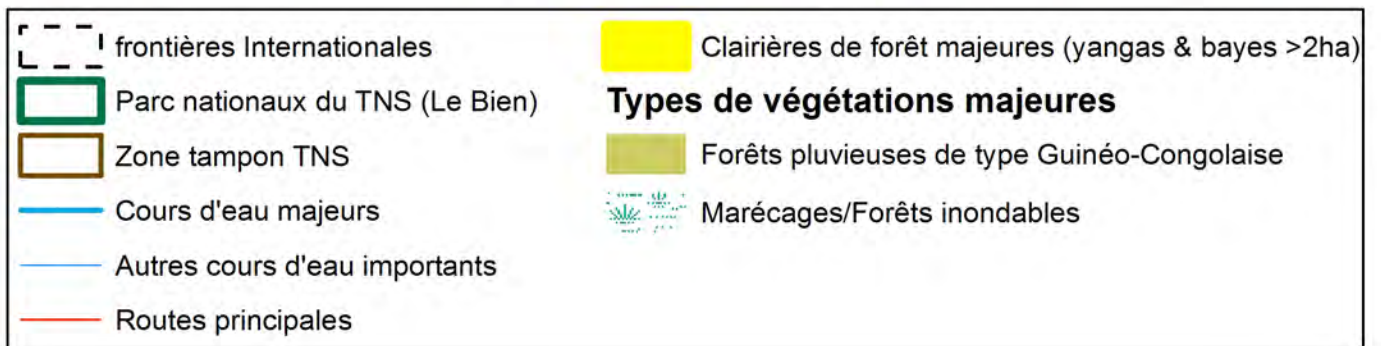 frontières Internationales
Parc nationaux du TNS (Le Bien)
Zone tampon TNS
Cours d'eau majeurs
Autres cours d'eau importants
Routes principales
Clairières de forêt majeures (yangas & bayes >2ha)
Types de végétations majeures
Forêts pluvieuses de type Guinéo-Congolaise
Marécages/Forêts inondables